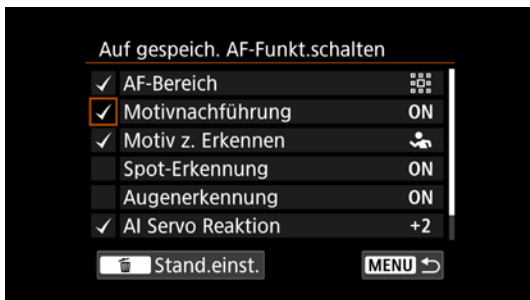 Auf gespeich. AF-Funkt.schalten
AF-Bereich
Motivnachführung ON
Motiv z. Erkennen
Spot-Erkennung ON
Augenerkennung ON
AI Servo Reaktion +2
Stand.einst. MENU